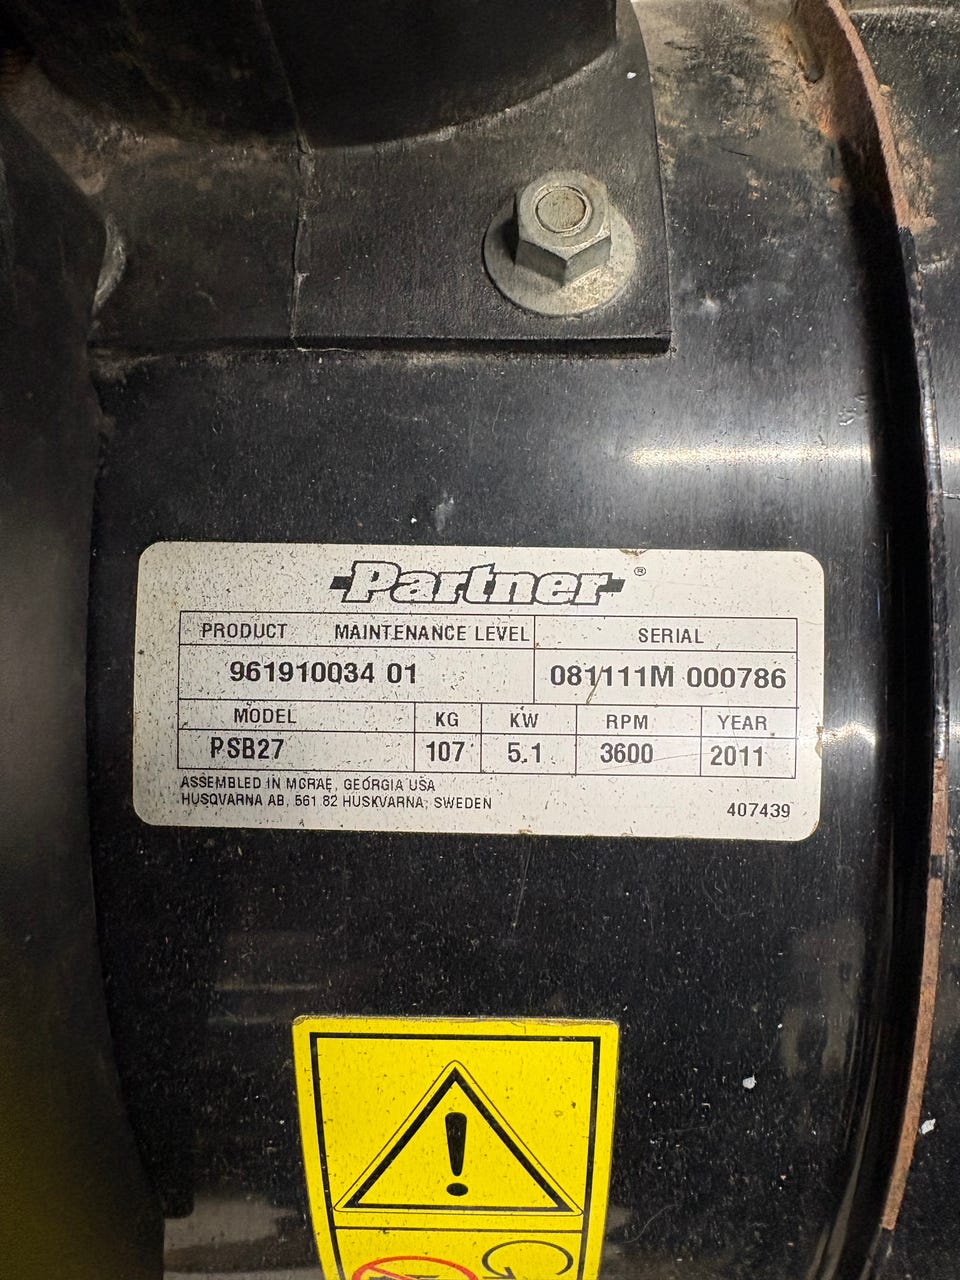 Partner®
PRODUCT MAINTENANCE LEVEL SERIAL
961910034 01 081111M 000786
MODEL KG KW RPM YEAR
PSB27 107 5.1 3600 2011
ASSEMBLED IN MCRAE, GEORGIA USA
HUSQVARNA AB, 561 82 HUSKVARNA, SWEDEN
407439